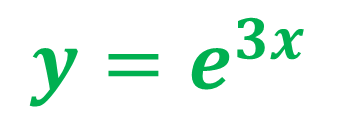 y = e^{3x}